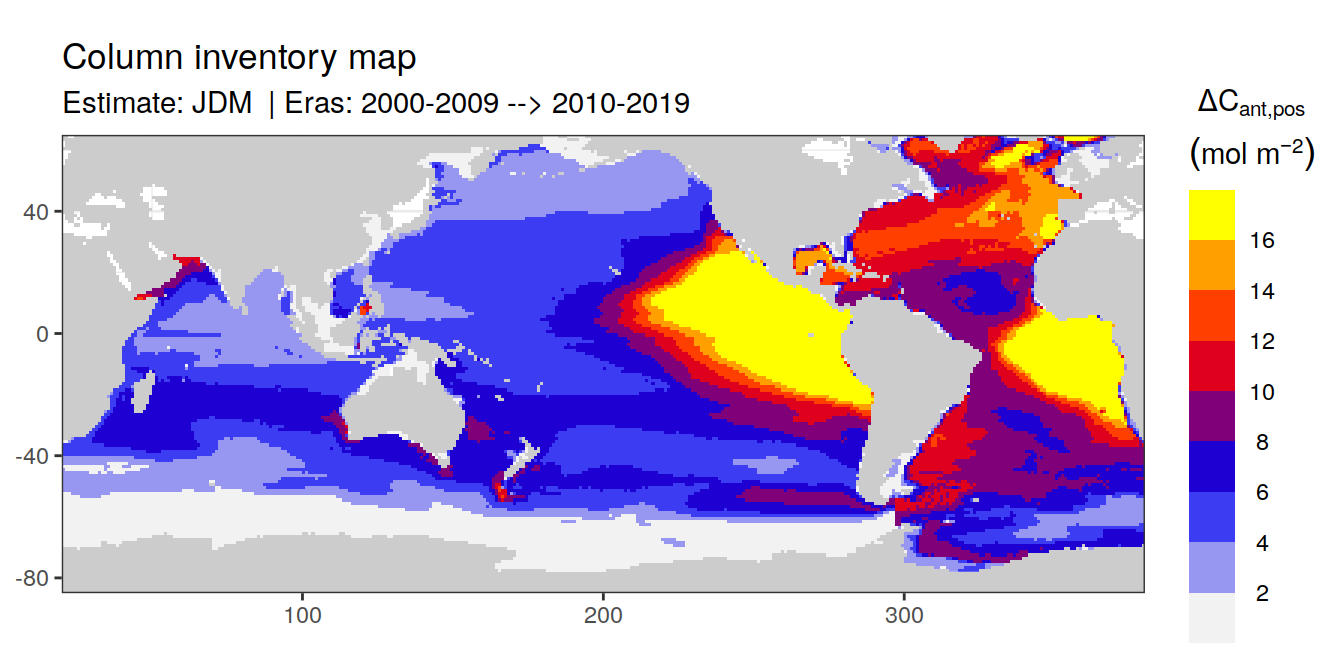 Column inventory map
Estimate: JDM | Eras: 2000-2009 --> 2010-2019
ΔCant,pos
(mol m−2)
16
14
12
10
8
6
4
2
40
0
-40
-80
100 200 300